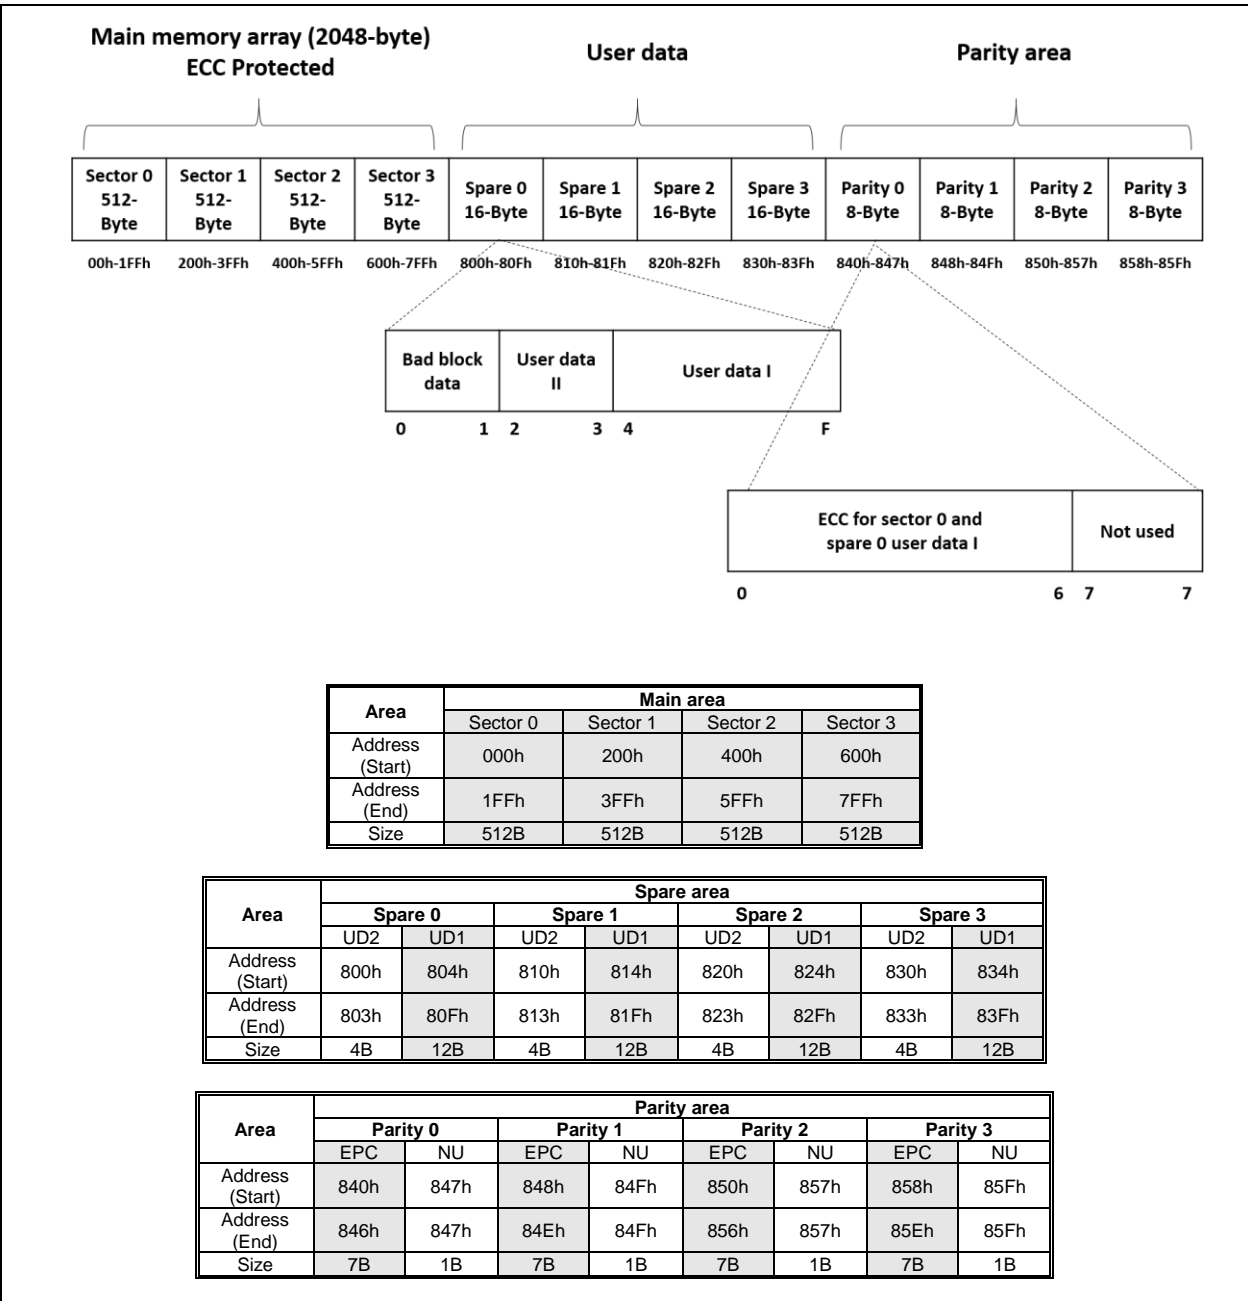 Main memory array (2048-byte)
ECC Protected
User data
Parity area
Sector 0 512- Byte
Sector 1 512- Byte
Sector 2 512- Byte
Sector 3 512- Byte
Spare 0 16-Byte
Spare 1 16-Byte
Spare 2 16-Byte
Spare 3 16-Byte
Parity 0 8-Byte
Parity 1 8-Byte
Parity 2 8-Byte
Parity 3 8-Byte
00h-1FFh 200h-3FFh 400h-5FFh 600h-7FFh 800h-80Fh 810h-81Fh 820h-82Fh 830h-83Fh 840h-847h 848h-84Fh 850h-857h 858h-85Fh
Bad block data
User data II
User data I
0 1 2 3 4 F
ECC for sector 0 and
spare 0 user data I
Not used
0 6 7 7
Area Main area
Sector 0 Sector 1 Sector 2 Sector 3
Address (Start) 000h 200h 400h 600h
Address (End) 1FFh 3FFh 5FFh 7FFh
Size 512B 512B 512B 512B
Area Spare area
Spare 0 Spare 1 Spare 2 Spare 3
UD2 UD1 UD2 UD1 UD2 UD1 UD2 UD1
Address (Start) 800h 804h 810h 814h 820h 824h 830h 834h
Address (End) 803h 80Fh 813h 81Fh 823h 82Fh 833h 83Fh
Size 4B 12B 4B 12B 4B 12B 4B 12B
Area Parity area
Parity 0 Parity 1 Parity 2 Parity 3
EPC NU EPC NU EPC NU EPC NU
Address (Start) 840h 847h 848h 84Fh 850h 857h 858h 85Fh
Address (End) 846h 847h 84Eh 84Fh 856h 857h 85Eh 85Fh
Size 7B 1B 7B 1B 7B 1B 7B 1B